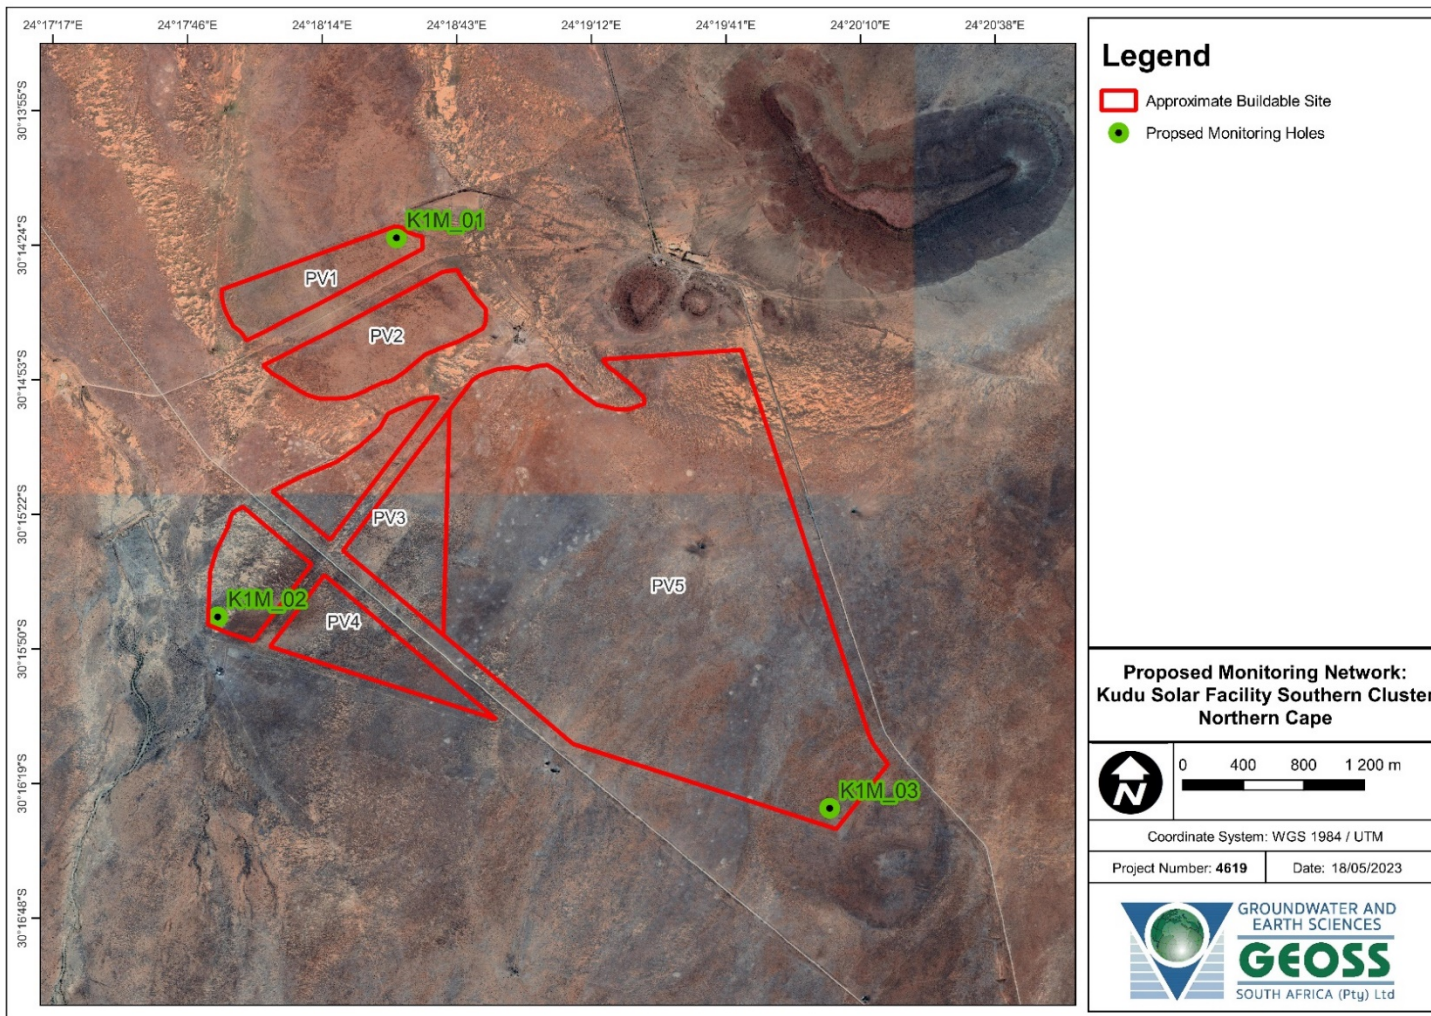 24°17'17"E 24°17'46"E 24°18'14"E 24°18'43"E 24°19'12"E 24°19'41"E 24°20'10"E 24°20'38"E
30°13'55"S
30°14'24"S
30°14'53"S
30°15'22"S
30°15'50"S
30°16'19"S
30°16'48"S
K1M_01
PV1
PV2
PV3
PV5
K1M_02
PV4
K1M_03
Legend
Approximate Buildable Site
Propsed Monitoring Holes
Proposed Monitoring Network:
Kudu Solar Facility Southern Cluster
Northern Cape
N
0 400 800 1 200 m
Coordinate System: WGS 1984 / UTM
Project Number: 4619 Date: 18/05/2023
GROUNDWATER AND
EARTH SCIENCES
GEOSS
SOUTH AFRICA (Pty) Ltd